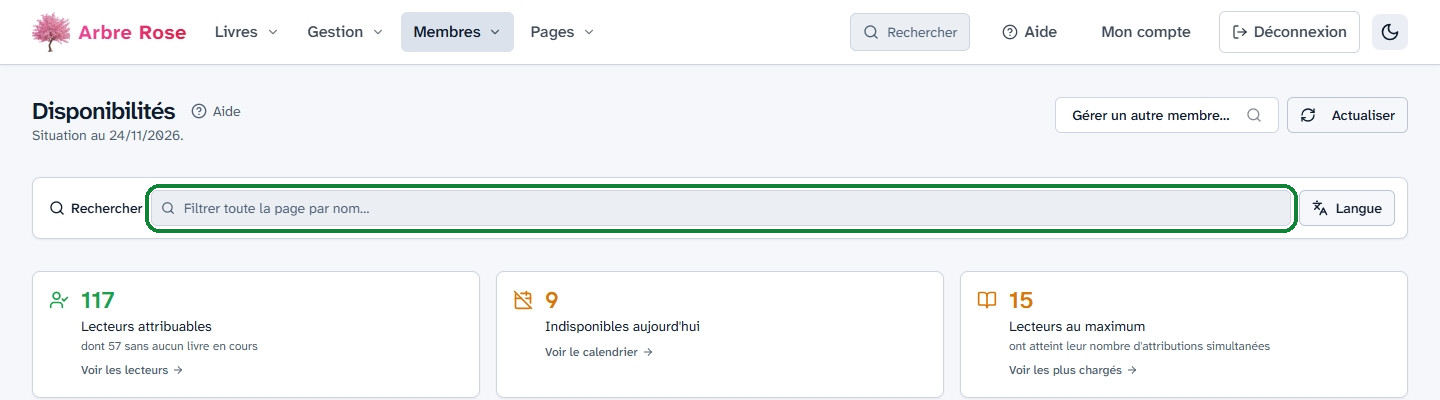 Arbre Rose Livres Gestion Membres Pages Rechercher Aide Mon compte Déconnexion
Disponibilités Aide
Situation au 24/11/2026.
Gérer un autre membre... Actualiser
Rechercher Filtrer toute la page par nom... Langue
117
Lecteurs attribuables
dont 57 sans aucun livre en cours
Voir les lecteurs →
9
Indisponibles aujourd'hui
Voir le calendrier →
15
Lecteurs au maximum
ont atteint leur nombre d'attributions simultanées
Voir les plus chargés →